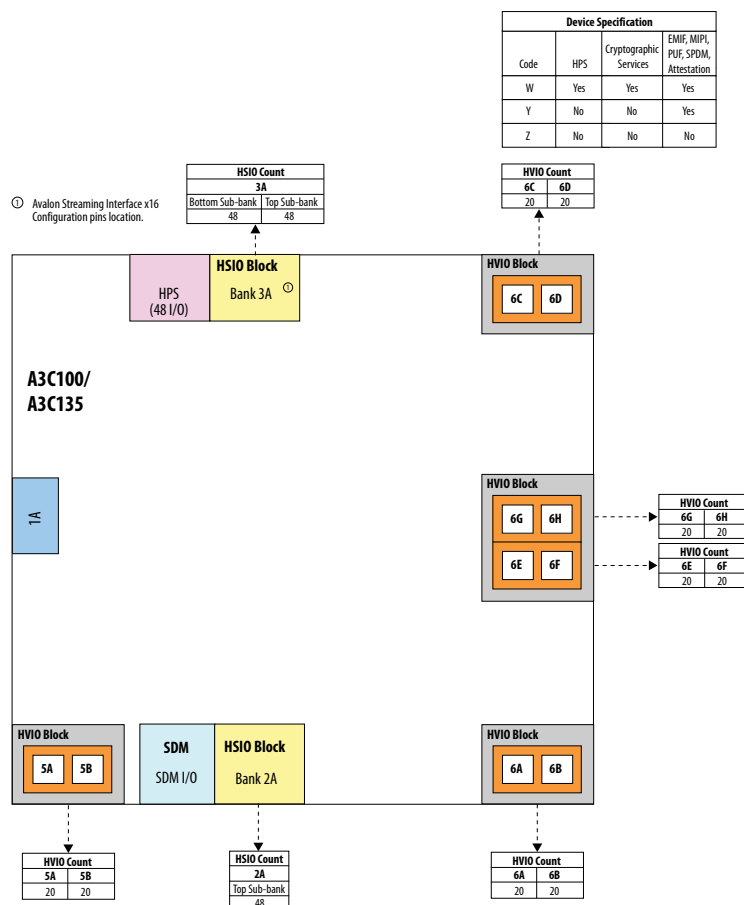 Device Specification
Code HPS Cryptographic Services EMIF, MIPI, PUF, SPDM, Attestation
W Yes Yes Yes
Y No No Yes
Z No No No
① Avalon Streaming Interface x16
Configuration pins location.
HSIO Count
3A
Bottom Sub-bank Top Sub-bank
48 48
HVIO Count
6C 6D
20 20
HPS
(48 I/O)
HSIO Block
Bank 3A ①
HVIO Block
6C 6D
A3C100/
A3C135
1A
HVIO Block
6G 6H
6E 6F
HVIO Count
6G 6H
20 20
HVIO Count
6E 6F
20 20
HVIO Block
5A 5B
SDM
SDM I/O
HSIO Block
Bank 2A
HVIO Block
6A 6B
HVIO Count
5A 5B
20 20
HSIO Count
2A
Top Sub-bank
48
HVIO Count
6A 6B
20 20